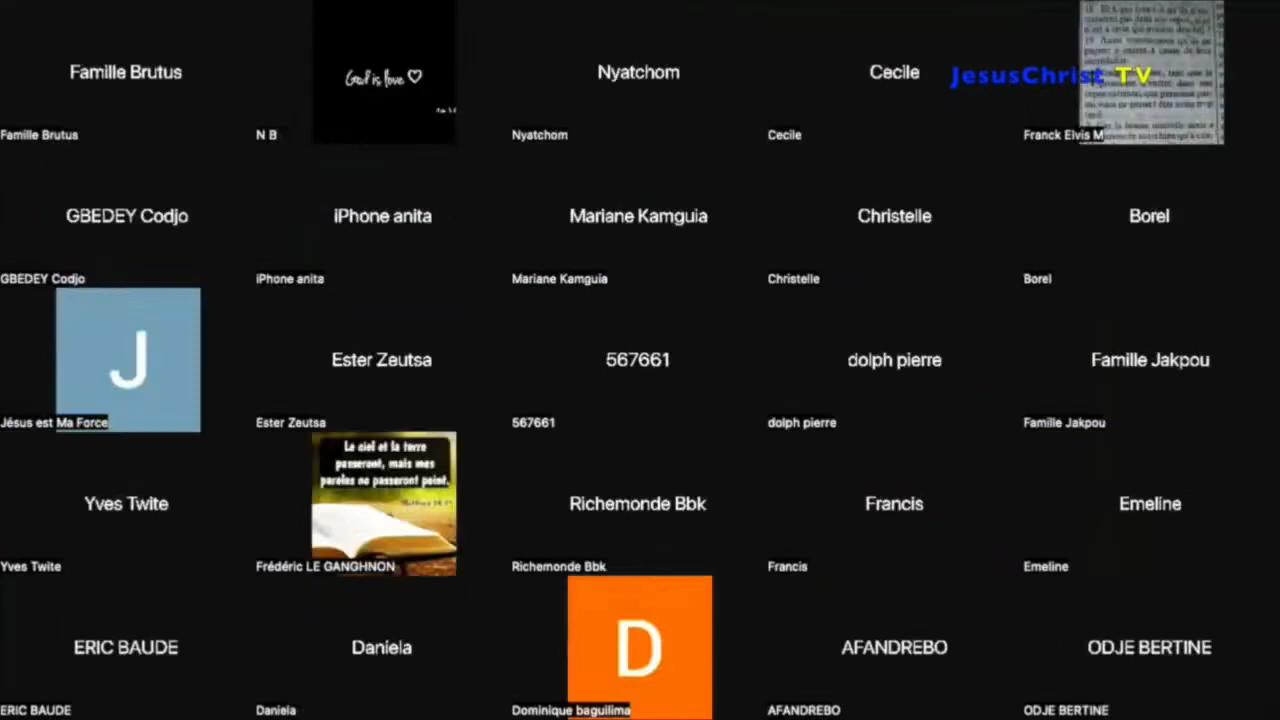 Famille Brutus
God is love ♡
Nyatchom
Cecile
JesusChrist TV
Famille Brutus
N B
Nyatchom
Cecile
Franck Elvis M
GBEDEY Codjo
iPhone anita
Mariane Kamguia
Christelle
Borel
GBEDEY Codjo
iPhone anita
Mariane Kamguia
Christelle
Borel
J
Ester Zeutsa
567661
dolph pierre
Famille Jakpou
Jésus est Ma Force
Ester Zeutsa
567661
dolph pierre
Famille Jakpou
Yves Twite
Le ciel et la terre
passeront, mais mes
paroles ne passeront point.
Richemonde Bbk
Francis
Emeline
Yves Twite
Frédéric LE GANGHNON
Richemonde Bbk
Francis
Emeline
ERIC BAUDE
Daniela
D
AFANDREBO
ODJE BERTINE
ERIC BAUDE
Daniela
Dominique baguilima
AFANDREBO
ODJE BERTINE